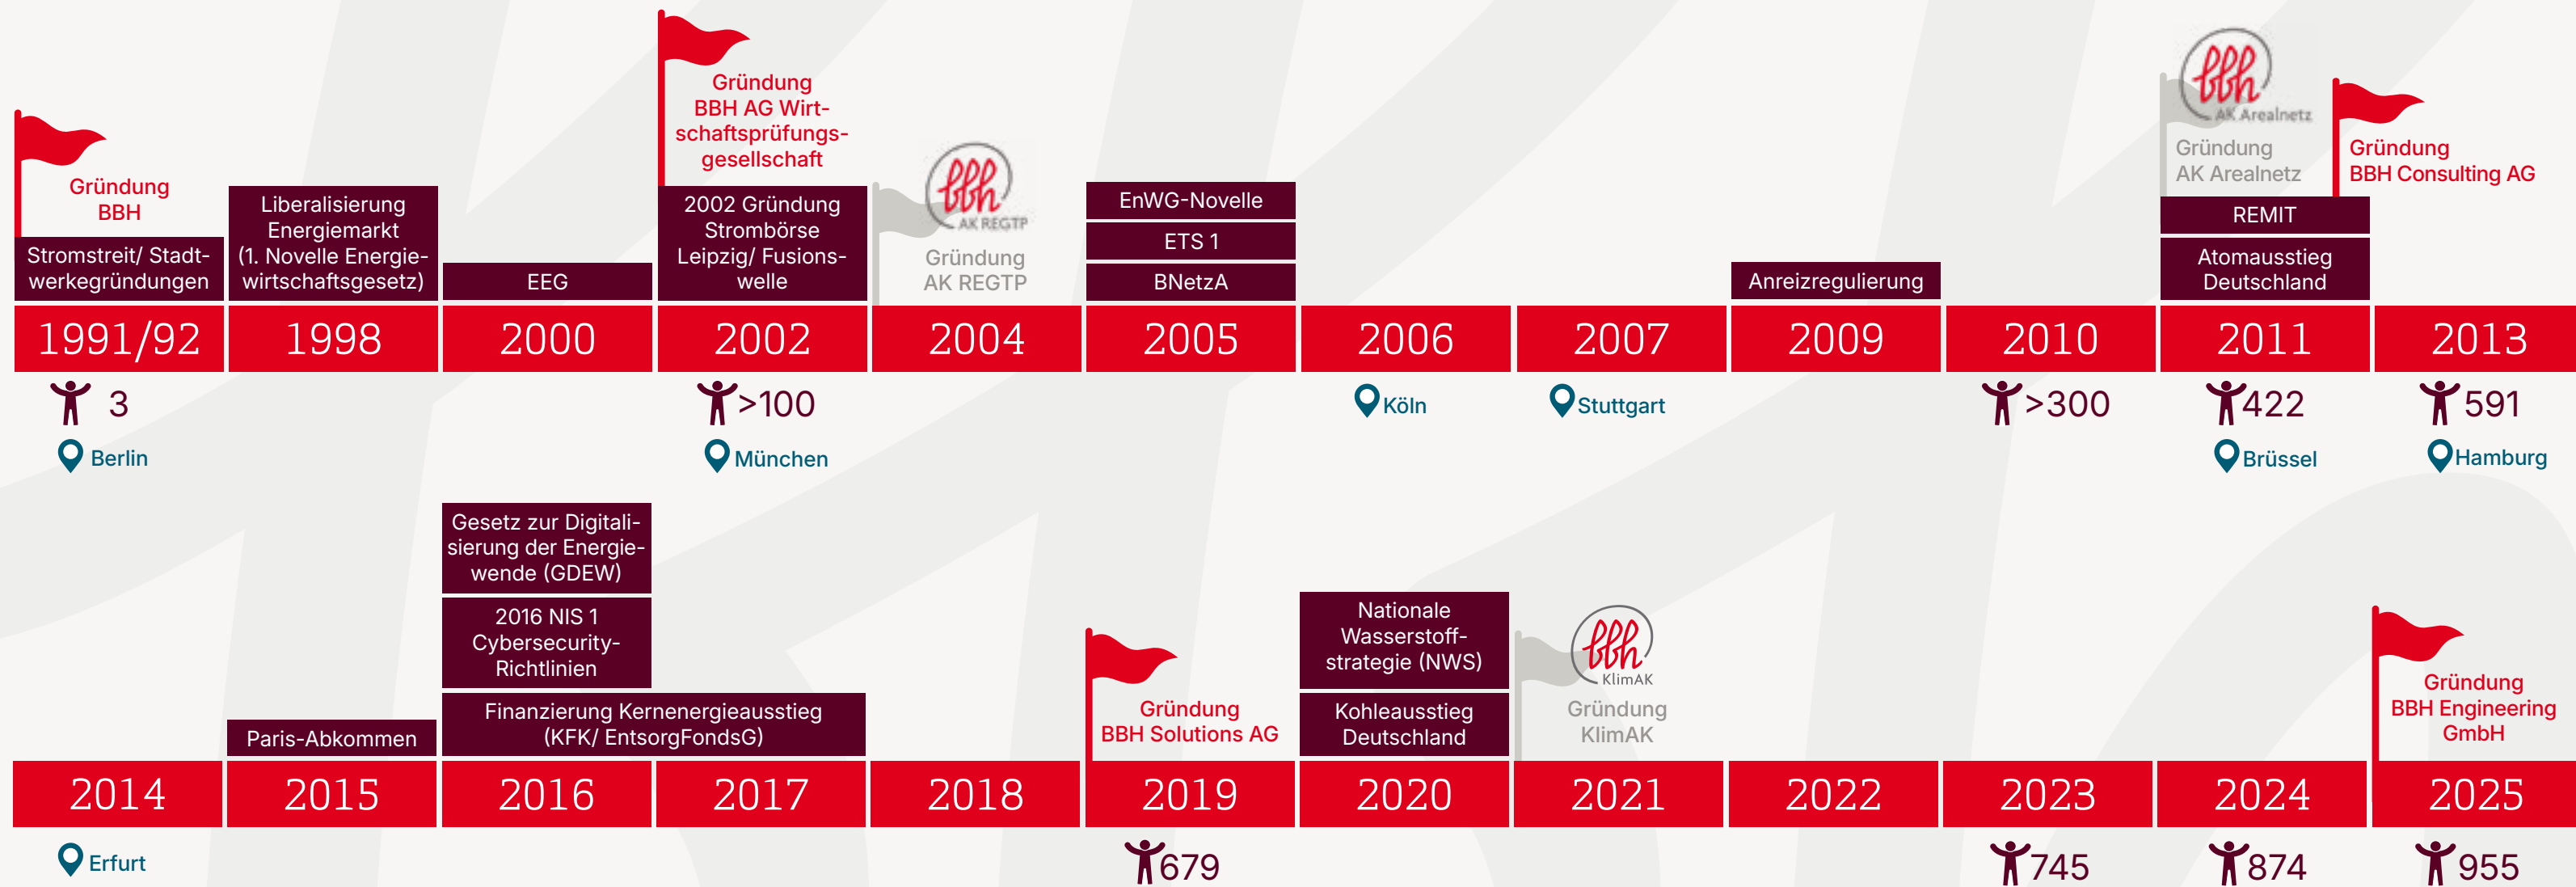 Gründung
BBH
Stromstreit/ Stadt-
werkegründungen
1991/92
3
Berlin
Liberalisierung
Energiemarkt
(1. Novelle Energie-
wirtschaftsgesetz)
1998
EEG
2000
Gründung
BBH AG Wirt-
schaftsprüfungs-
gesellschaft
2002 Gründung
Strombörse
Leipzig/ Fusions-
welle
2002
>100
München
bbh
AK REGTP
Gründung
AK REGTP
2004
EnWG-Novelle
ETS 1
BNetzA
2005
2006
Köln
2007
Stuttgart
Anreizregulierung
2009
2010
>300
bbh
AK Arealnetz
Gründung
AK Arealnetz
REMIT
Atomausstieg
Deutschland
2011
422
Brüssel
Gründung
BBH Consulting AG
2013
591
Hamburg
2014
Erfurt
Paris-Abkommen
2015
Gesetz zur Digitali-
sierung der Energie-
wende (GDEW)
2016 NIS 1
Cybersecurity-
Richtlinien
Finanzierung Kernenergieausstieg
(KFK/ EntsorgFondsG)
2016
2017
2018
Gründung
BBH Solutions AG
2019
679
Nationale
Wasserstoff-
strategie (NWS)
Kohleausstieg
Deutschland
2020
bbh
KlimAK
Gründung
KlimAK
2021
2022
2023
745
2024
874
Gründung
BBH Engineering
GmbH
2025
955